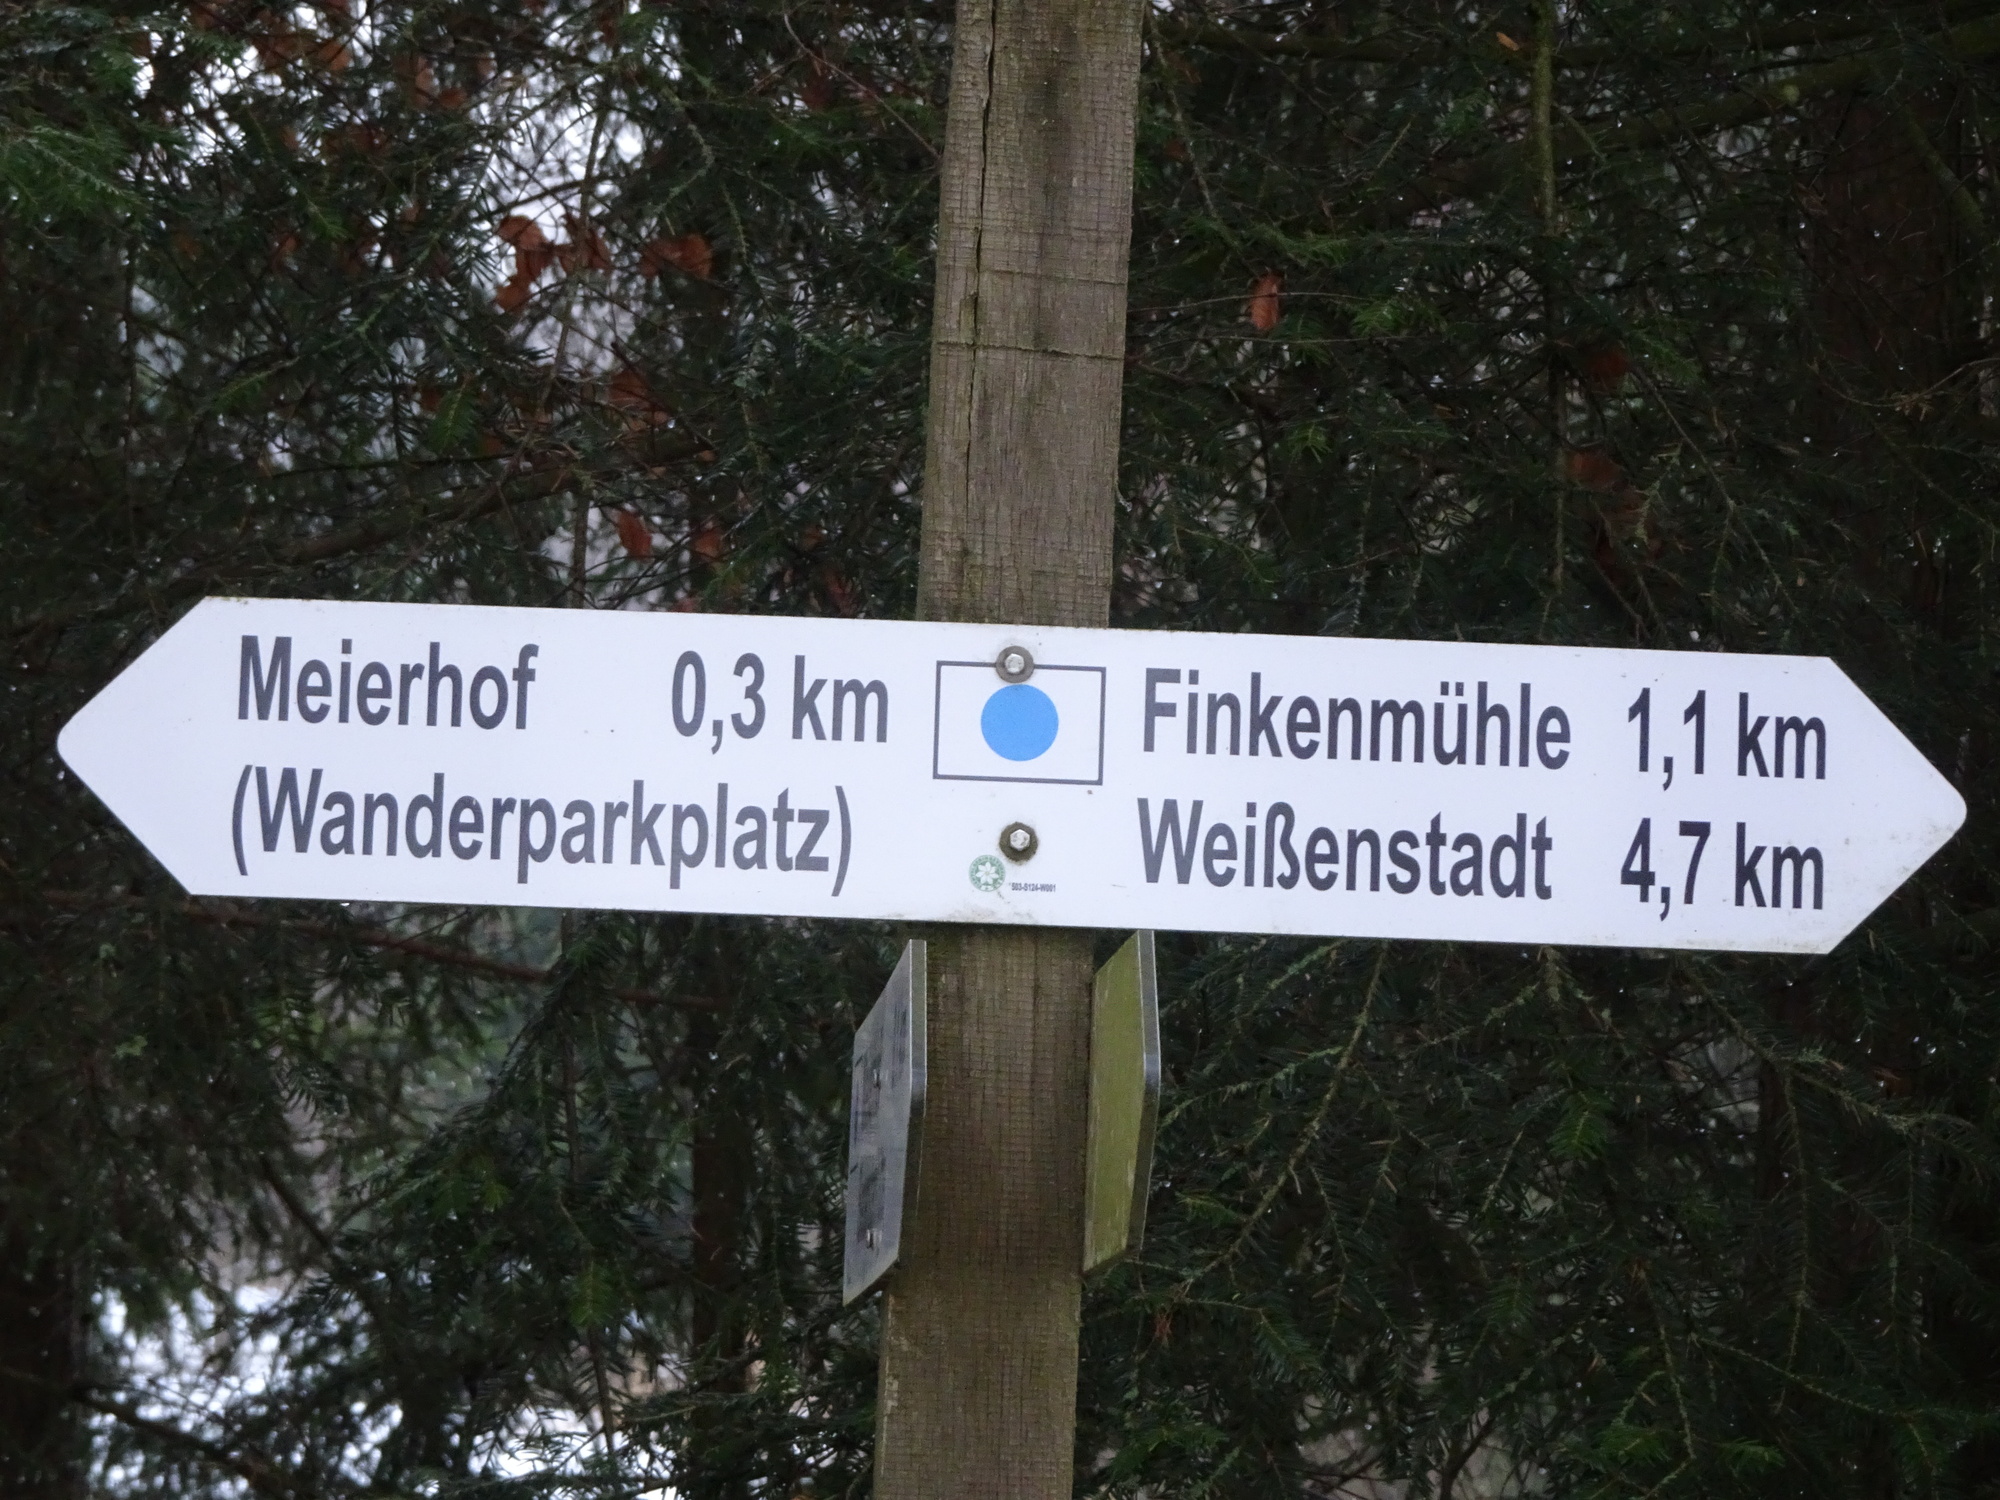 Meierhof 0,3 km
(Wanderparkplatz)
Finkenmühle 1,1 km
Weißenstadt 4,7 km